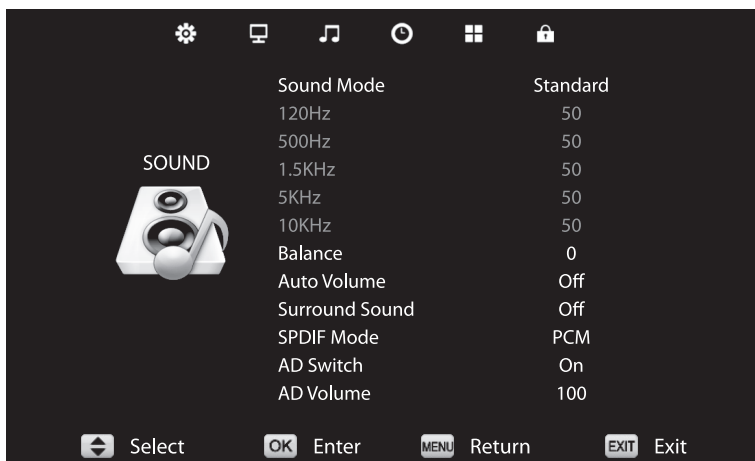 Sound Mode Standard
120Hz 50
500Hz 50
SOUND
1.5KHz 50
5KHz 50
10KHz 50
Balance 0
Auto Volume Off
Surround Sound Off
SPDIF Mode PCM
AD Switch On
AD Volume 100
Select OK Enter MENU Return EXIT Exit